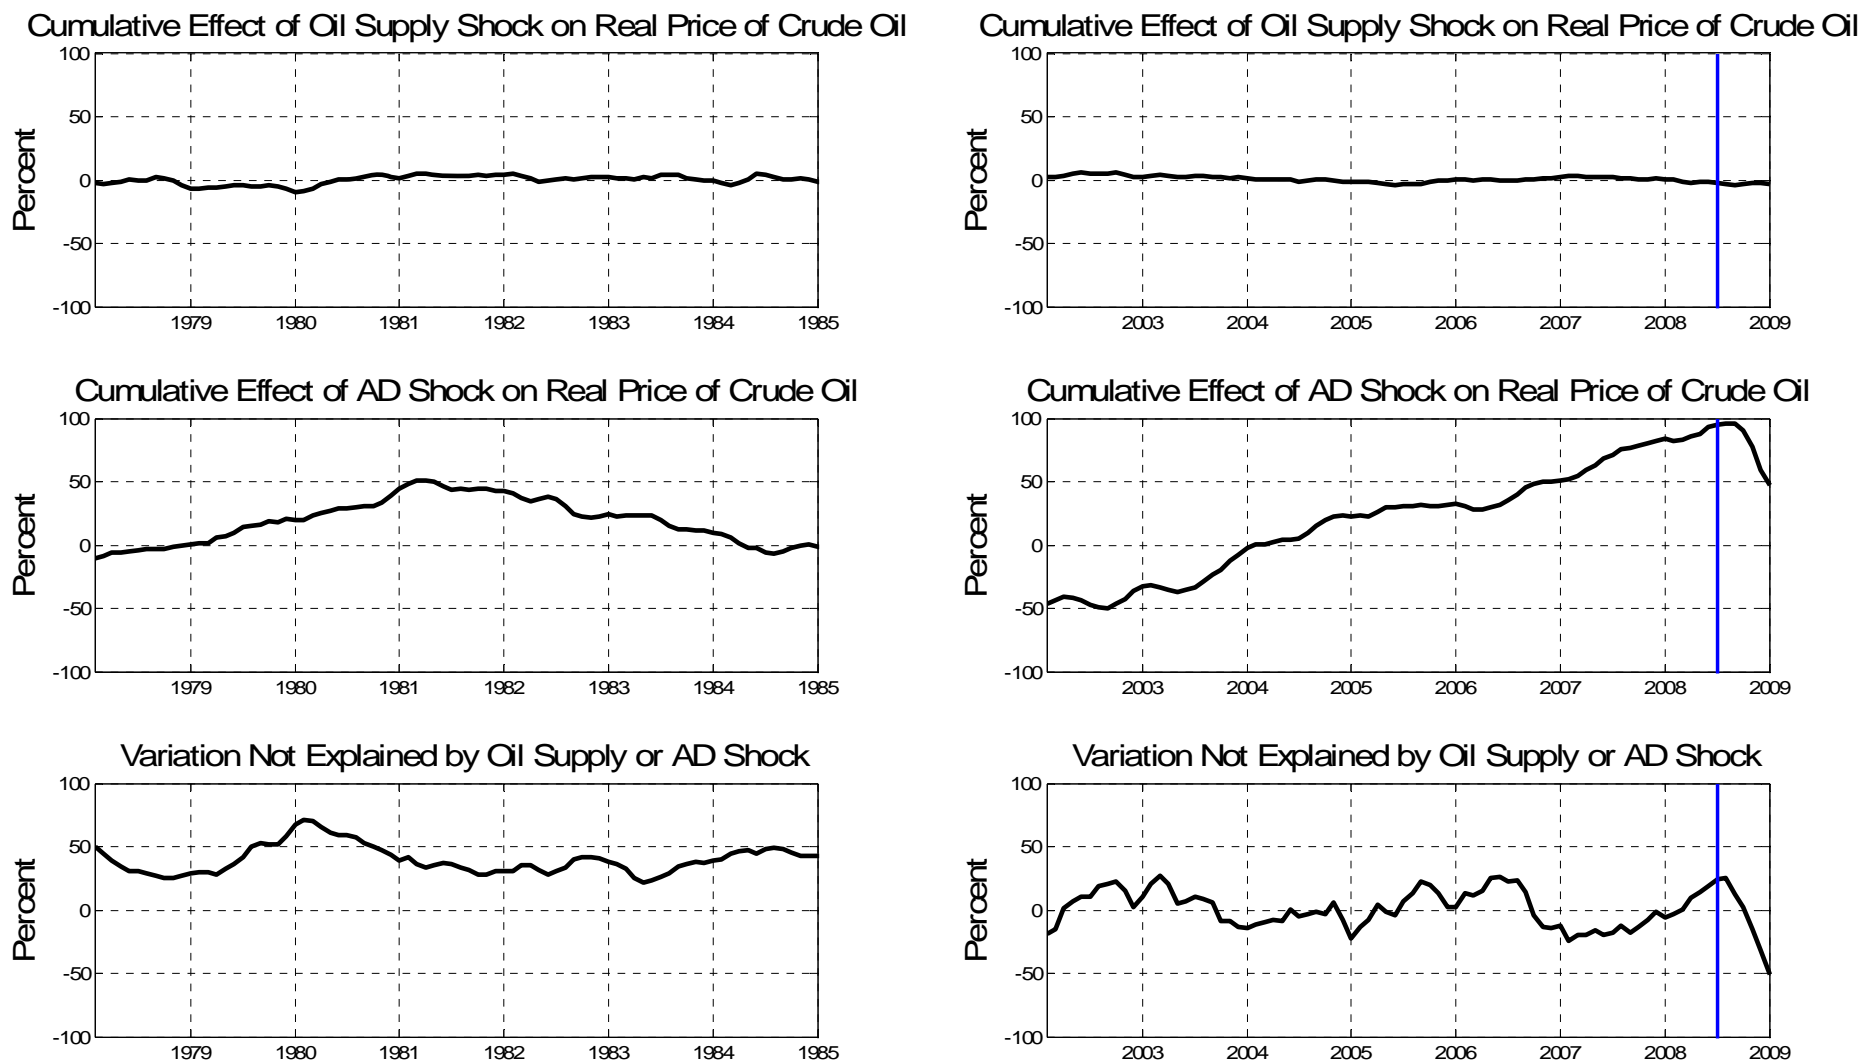 Cumulative Effect of Oil Supply Shock on Real Price of Crude Oil
100
50
0
-50
-100
Percent
1979 1980 1981 1982 1983 1984 1985
Cumulative Effect of Oil Supply Shock on Real Price of Crude Oil
100
50
0
-50
-100
Percent
2003 2004 2005 2006 2007 2008 2009
Cumulative Effect of AD Shock on Real Price of Crude Oil
100
50
0
-50
-100
Percent
1979 1980 1981 1982 1983 1984 1985
Cumulative Effect of AD Shock on Real Price of Crude Oil
100
50
0
-50
-100
Percent
2003 2004 2005 2006 2007 2008 2009
Variation Not Explained by Oil Supply or AD Shock
100
50
0
-50
-100
Percent
1979 1980 1981 1982 1983 1984 1985
Variation Not Explained by Oil Supply or AD Shock
100
50
0
-50
-100
Percent
2003 2004 2005 2006 2007 2008 2009